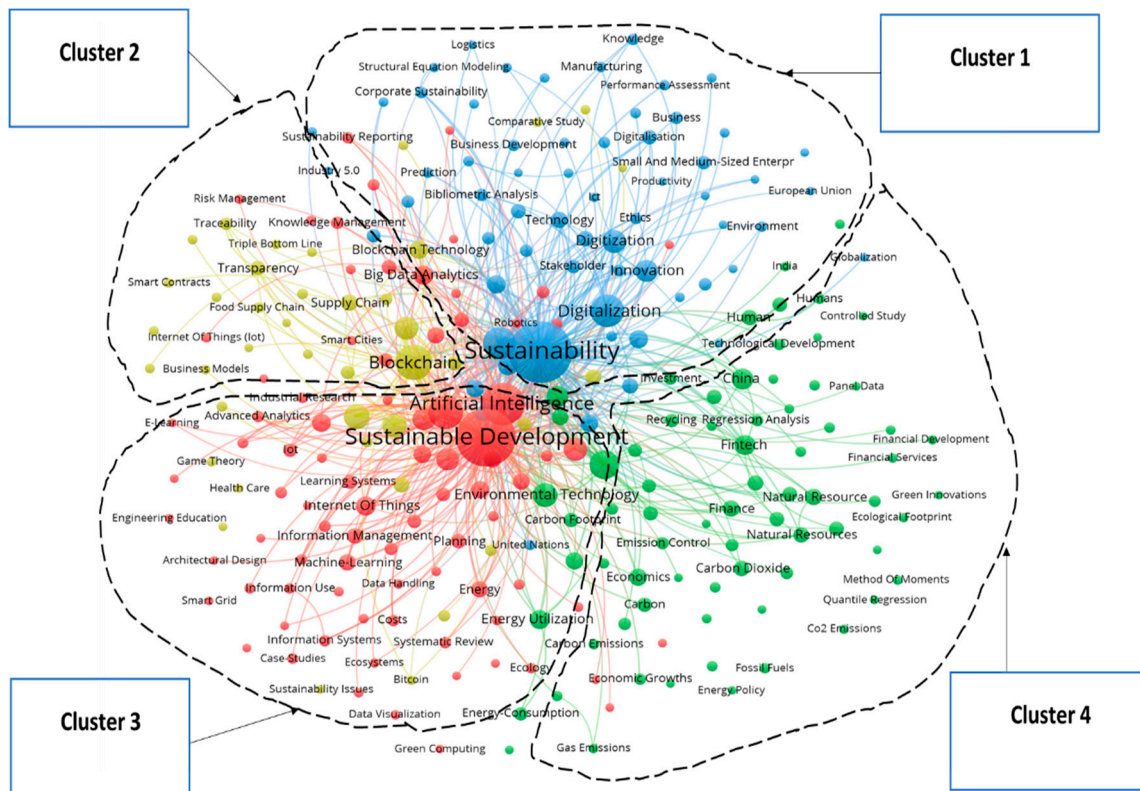 Cluster 2
Cluster 1
Logistics
Knowledge
Structural Equation Modeling
Manufacturing
Corporate Sustainability
Performance Assessment
Comparative Study
Business
Sustainability Reporting
Business Development
Digitalisation
Industry 5.0
Prediction
Small And Medium-Sized Enterpr
Productivity
Risk Management
Bibliometric Analysis
Ict
European Union
Traceability
Knowledge Management
Technology
Ethics
Environment
Triple Bottom Line
Blockchain Technology
Digitization
Transparency
Big Data Analytics
Stakeholder
Innovation
India
Globalization
Smart Contracts
Food Supply Chain
Supply Chain
Digitalization
Human
Humans
Controlled Study
Internet Of Things (Iot)
Smart Cities
Robotics
Technological Development
Business Models
Blockchain
Sustainability
Investment
China
Panel Data
Industrial Research
Artificial Intelligence
E-Learning
Advanced Analytics
Recycling
Regression Analysis
Sustainable Development
Fintech
Financial Development
Iot
Financial Services
Game Theory
Health Care
Learning Systems
Environmental Technology
Natural Resource
Green Innovations
Internet Of Things
Finance
Engineering Education
Carbon Footprint
Ecological Footprint
Information Management
Planning
United Nations
Emission Control
Natural Resources
Architectural Design
Machine-Learning
Carbon Dioxide
Information Use
Data Handling
Energy
Economics
Method Of Moments
Smart Grid
Carbon
Quantile Regression
Costs
Energy Utilization
Co2 Emissions
Information Systems
Systematic Review
Carbon Emissions
Case-Studies
Ecosystems
Ecology
Fossil Fuels
Sustainability Issues
Bitcoin
Economic Growths
Energy Policy
Cluster 3
Data Visualization
Energy-Consumption
Cluster 4
Green Computing
Gas Emissions